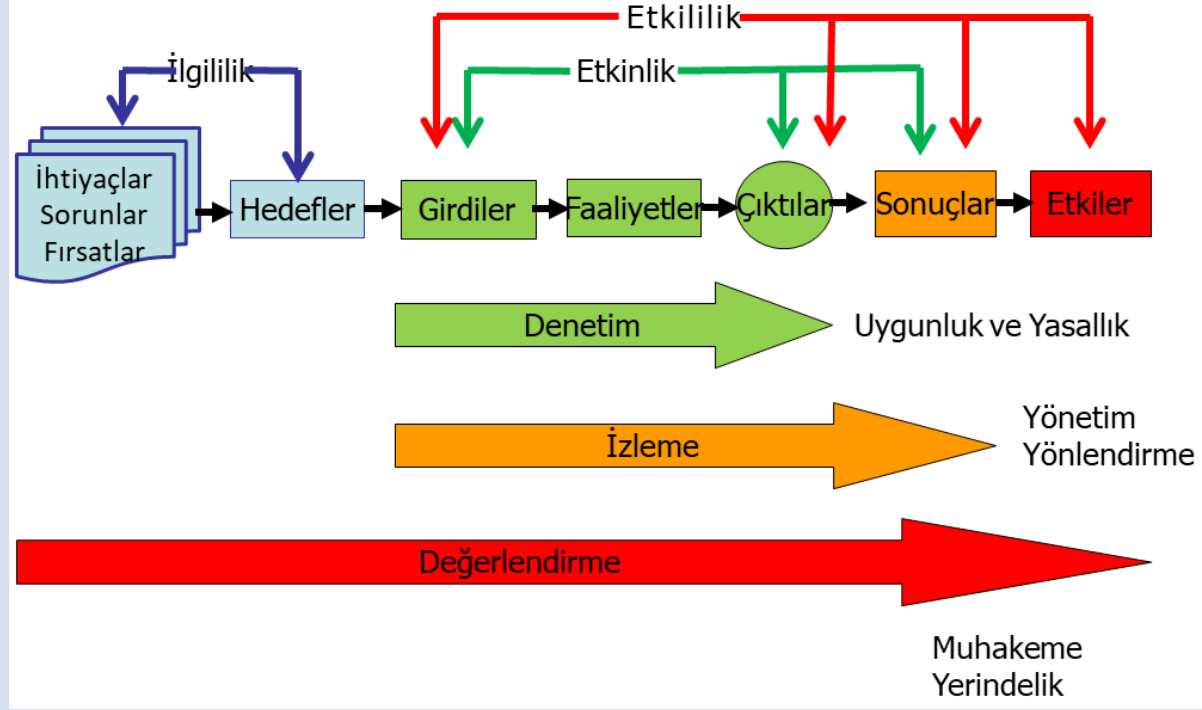 Etkililik
İlgililik
Etkinlik
İhtiyaçlar
Sorunlar
Fırsatlar
Hedefler
Girdiler
Faaliyetler
Çıktılar
Sonuçlar
Etkiler
Denetim
Uygunluk ve Yasallık
İzleme
Yönetim
Yönlendirme
Değerlendirme
Muhakeme
Yerindelik